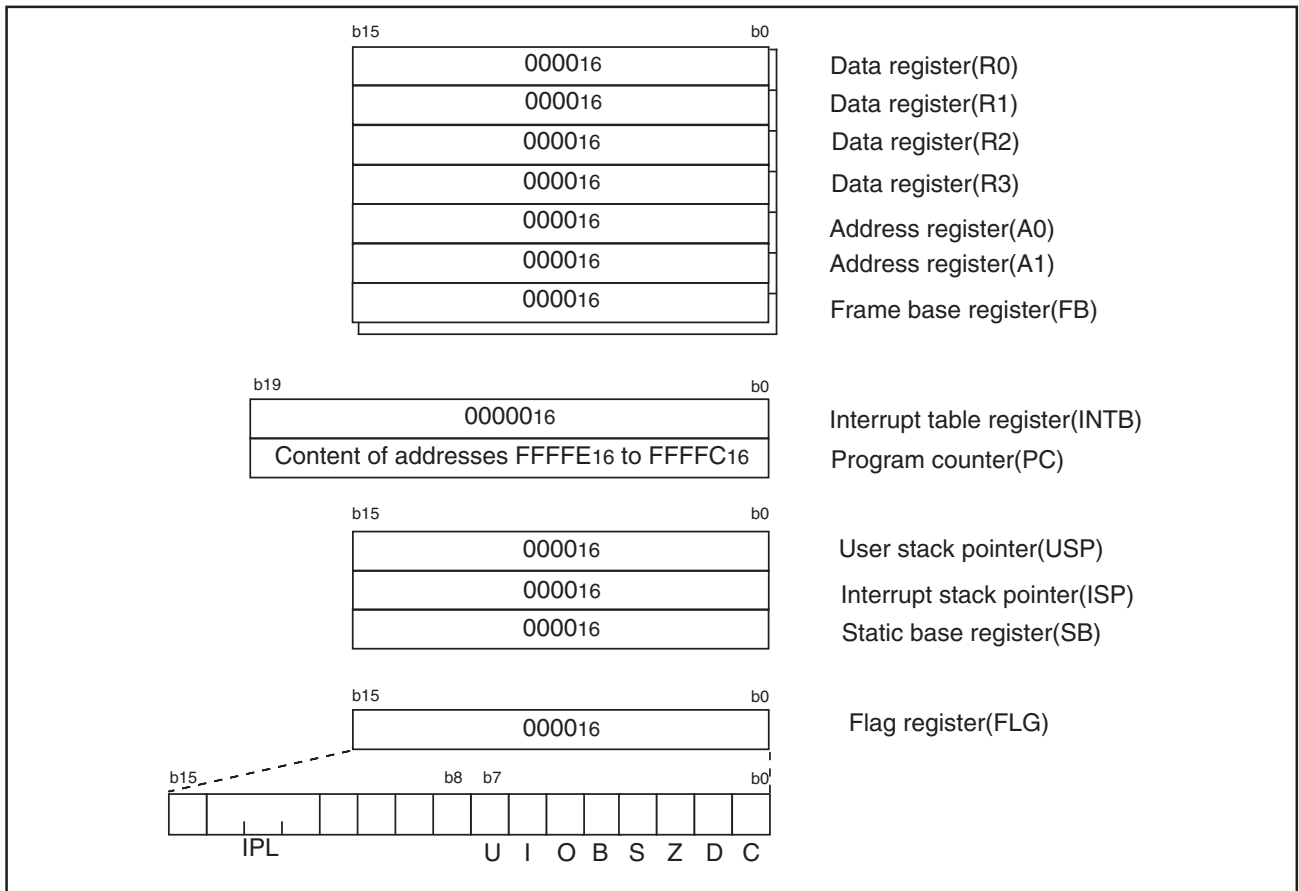 b15 b0
000016 Data register(R0)
000016 Data register(R1)
000016 Data register(R2)
000016 Data register(R3)
000016 Address register(A0)
000016 Address register(A1)
000016 Frame base register(FB)
b19 b0
0000016 Interrupt table register(INTB)
Content of addresses FFFFE16 to FFFFC16 Program counter(PC)
b15 b0
000016 User stack pointer(USP)
000016 Interrupt stack pointer(ISP)
000016 Static base register(SB)
b15 b0
000016 Flag register(FLG)
b15 b8 b7 b0
IPL U I O B S Z D C